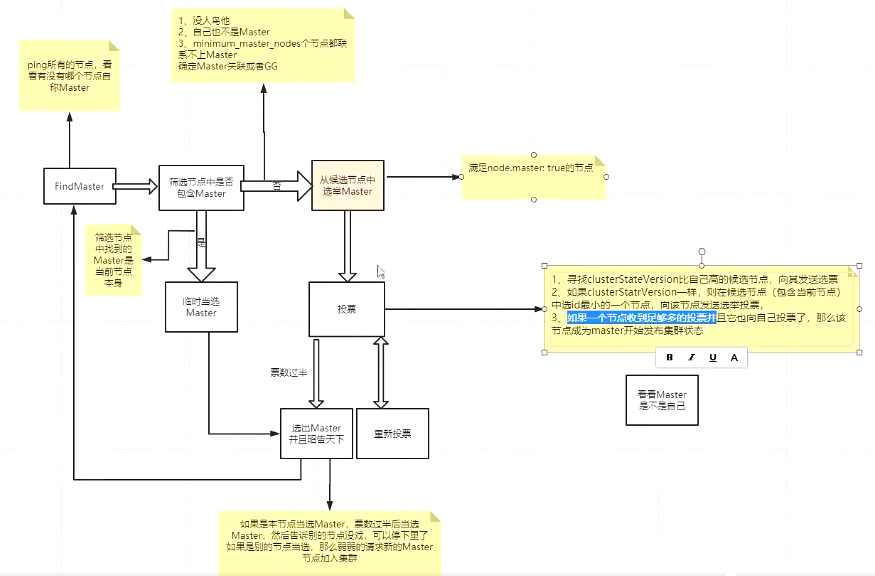 1、没人鸟他
2、自己也不是Master
3、minimum_master_nodes个节点都联
系不上Master
确定Master失联或者GG
ping所有的节点，看
看有没有哪个节点自
称Master
FindMaster
筛选节点中是否
包含Master
否
从候选节点中
选举Master
满足node.master: true的节点
筛选节点
中找到的
Master是
当前节点
本身
是
临时当选
Master
投票
1、寻找clusterStateVersion比自己高的候选节点，向其发送选票
2、如果clusterStatrVersion一样，则在候选节点（包含当前节点）
中选id最小的一个节点，向该节点发送选举投票，
3、如果一个节点收到足够多的投票并且它也向自己投票了，那么该
节点成为master开始发布集群状态
B I U A
票数过半
看看Master
是不是自己
选出Master
并且昭告天下
重新投票
如果是本节点当选Master，票数过半后当选
Master，然后告诉别的节点没戏，可以停下里了
如果是别的节点当选，那么弱弱的请求新的Master
节点加入集群